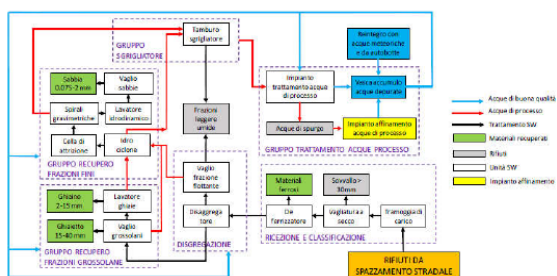 GRUPPO
SGRIGLIATORE
Tamburo
sgrigliatore
Reintegro con
acque meteoriche
e da autobotte
Impianto
trattamento acqua
di processo
Vasca accumulo
acque depurate
Acque di spurgo
Impianto affinamento
acque di processo
GRUPPO TRATTAMENTO ACQUE PROCESSO
Acque di buona qualità
Acque di processo
Trattamento SW
Materiali recuperati
Rifiuti
Unità SW
Impianto affinamento
Sabbia
0.075-2 mm
Vaglio
sabbie
Spirali
gravimetriche
Lavatore
idrodinamico
Cella di
attrazione
Idro
ciclone
GRUPPO RECUPERO
FRAZIONI FINI
Frazioni
leggere
umide
Vaglio
frazione
flottante
Disaggrega
tore
DISGREGAZIONE
Ghiaino
2-15 mm
Lavatore
ghiaie
Ghiaietto
15-40 mm
Vaglio
grossolani
GRUPPO RECUPERO
FRAZIONI GROSSOLANE
Materiali
ferrosi
Sovvallo>
30mm
De
ferrizzatore
Vagliatura a
secco
Tramoggia di
carico
RICEZIONE E CLASSIFICAZIONE
RIFIUTI DA
SPAZZAMENTO STRADALE